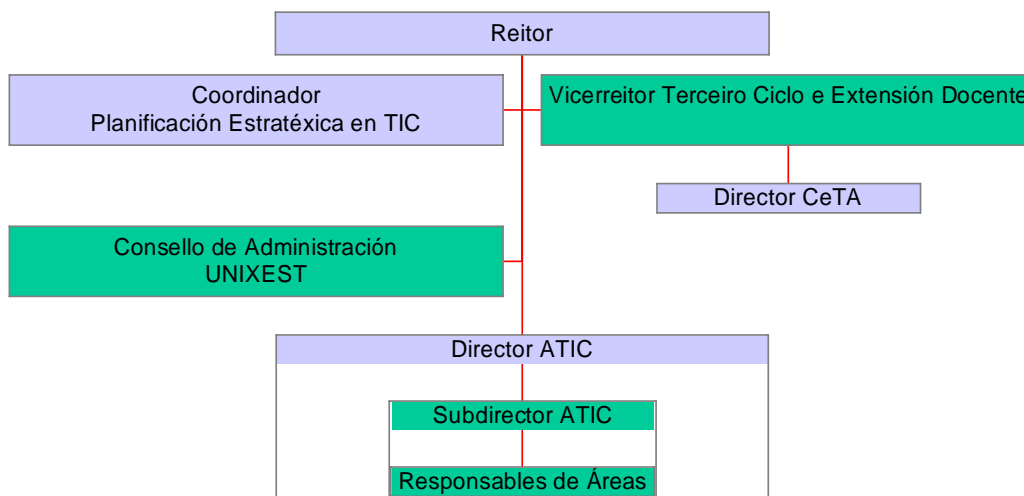 Reitor
Coordinador
Planificación Estratéxica en TIC
Vicerreitor Terceiro Ciclo e Extensión Docente
Director CeTA
Consello de Administración
UNIXEST
Director ATIC
Subdirector ATIC
Responsables de Áreas